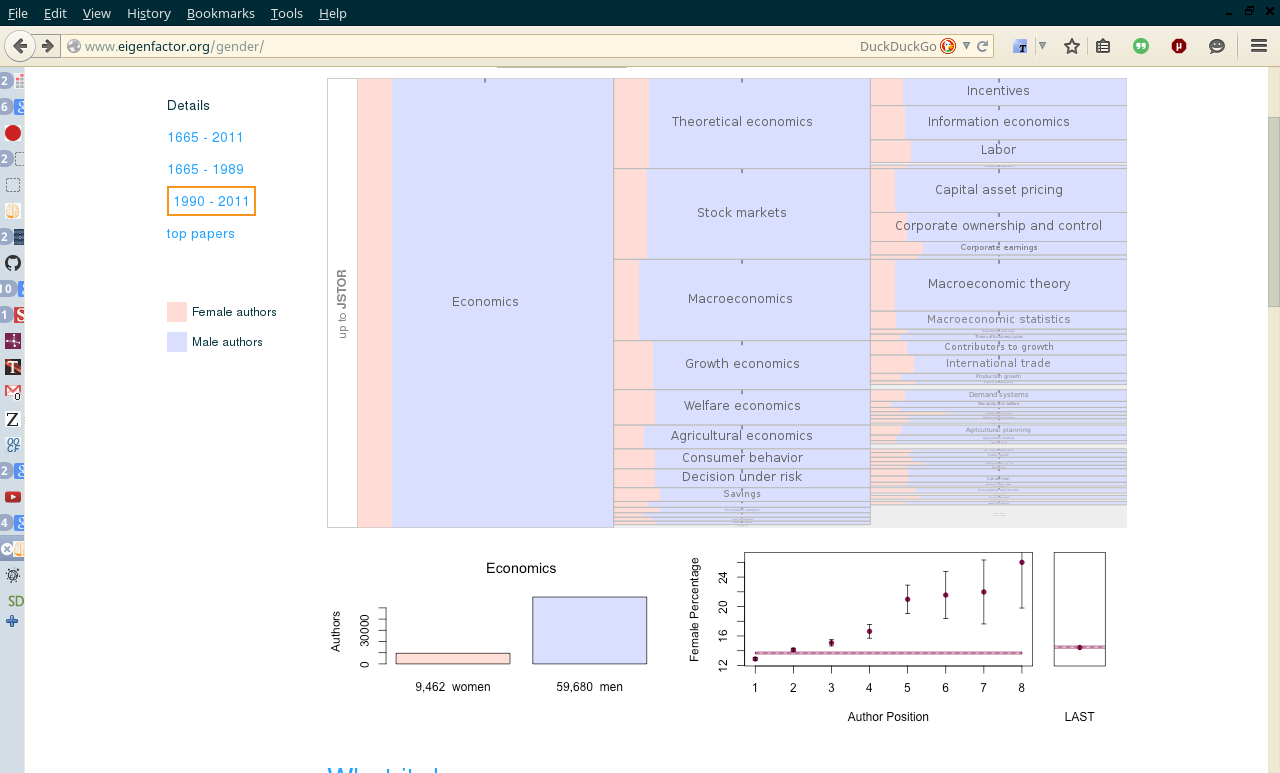 File Edit View History Bookmarks Tools Help
www.eigenfactor.org/gender/
DuckDuckGo
Details
1665 - 2011
1665 - 1989
1990 - 2011
top papers
Female authors
Male authors
up to JSTOR
Economics
Theoretical economics
Stock markets
Macroeconomics
Growth economics
Welfare economics
Agricultural economics
Consumer behavior
Decision under risk
Savings
Incentives
Information economics
Labor
Capital asset pricing
Corporate ownership and control
Corporate earnings
Macroeconomic theory
Macroeconomic statistics
Contributors to growth
International trade
Production growth
Demand systems
Agricultural planning
Economics
Authors
0 30000
9,462 women
59,680 men
Female Percentage
12 16 20 24
1 2 3 4 5 6 7 8
Author Position
LAST